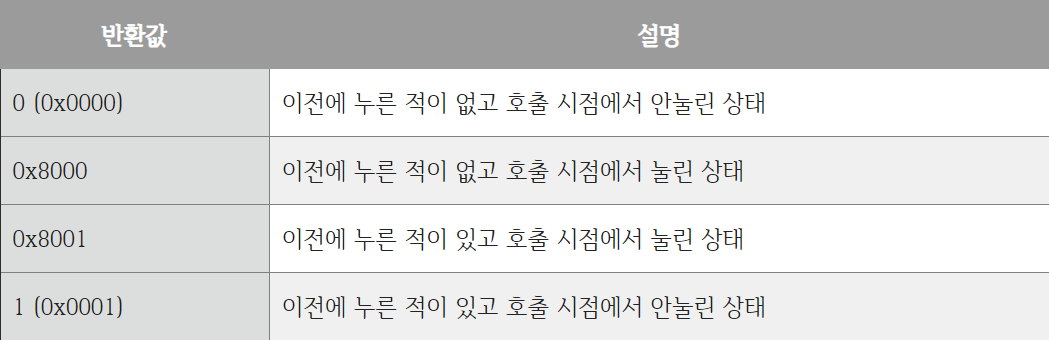 반환값 설명
0 (0x0000) 이전에 누른 적이 없고 호출 시점에서 안눌린 상태
0x8000 이전에 누른 적이 없고 호출 시점에서 눌린 상태
0x8001 이전에 누른 적이 있고 호출 시점에서 눌린 상태
1 (0x0001) 이전에 누른 적이 있고 호출 시점에서 안눌린 상태